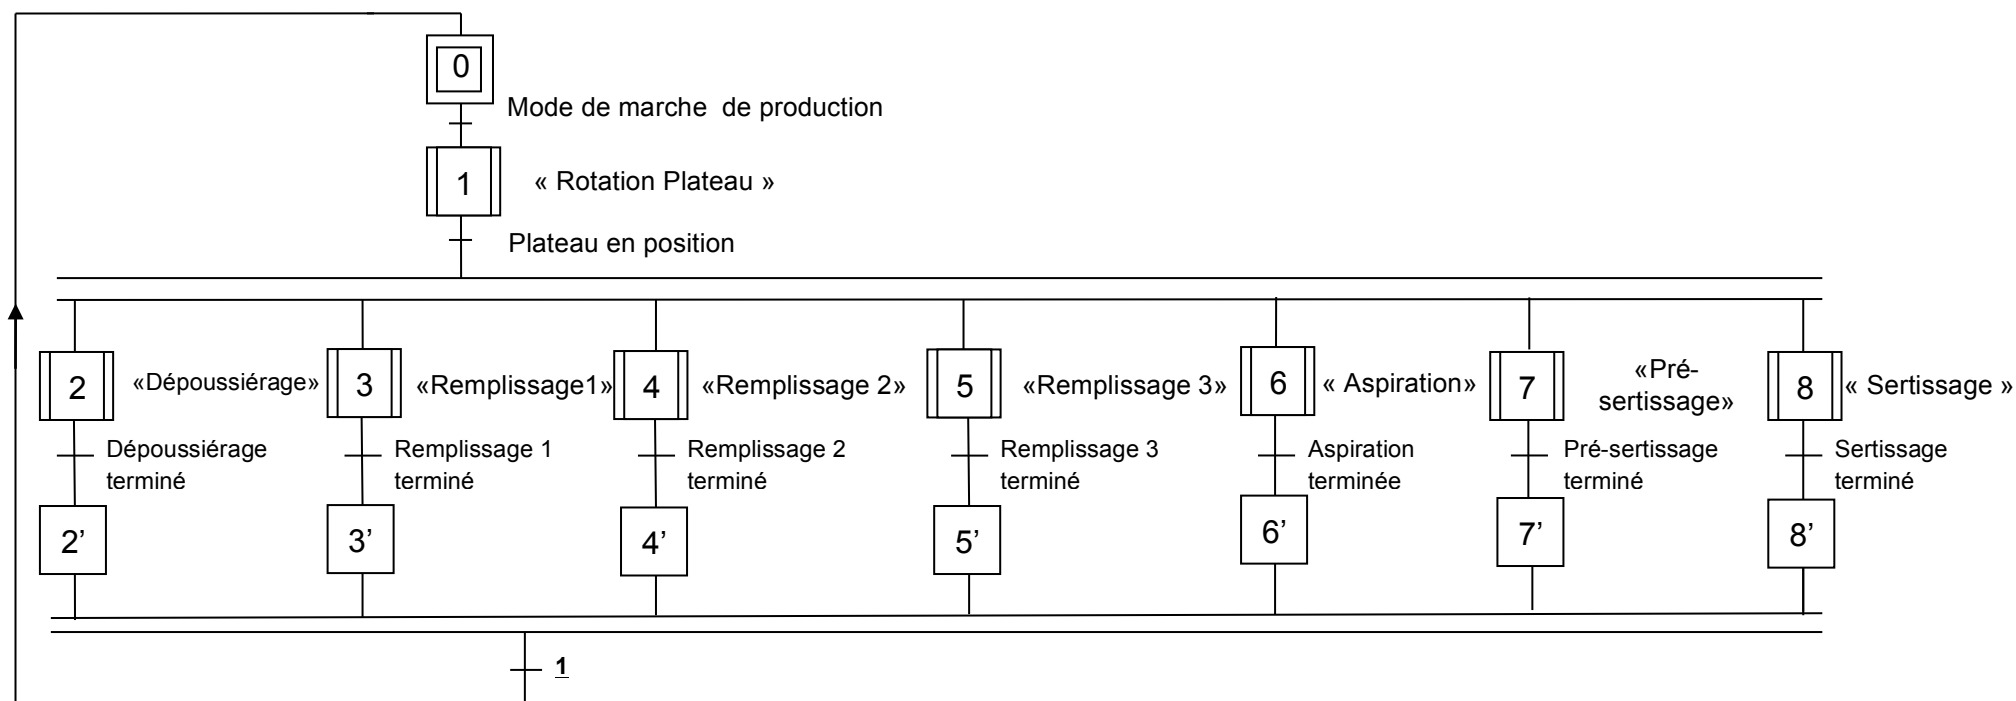 0
Mode de marche  de production
1
« Rotation Plateau »
Plateau en position
2
«Dépoussiérage»
3
«Remplissage1»
4
«Remplissage 2»
5
«Remplissage 3»
6
« Aspiration»
7
«Pré-
sertissage»
8
« Sertissage »
Dépoussiérage
terminé
Remplissage 1
terminé
Remplissage 2
terminé
Remplissage 3
terminé
Aspiration
terminée
Pré-sertissage
terminé
Sertissage
terminé
2’
3’
4’
5’
6’
7’
8’
1